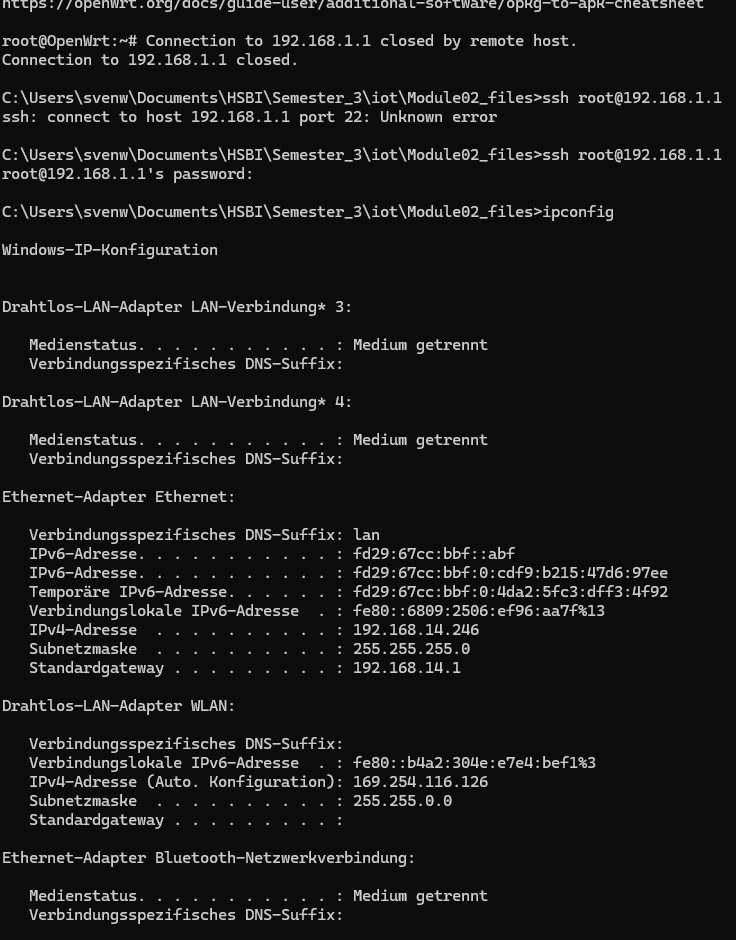 https://openwrt.org/docs/guide-user/additional-software/opkg-to-apk-cheatsheet
root@OpenWrt:~# Connection to 192.168.1.1 closed by remote host.
Connection to 192.168.1.1 closed.
C:\Users\svenw\Documents\HSBI\Semester_3\iot\Module02_files>ssh root@192.168.1.1
ssh: connect to host 192.168.1.1 port 22: Unknown error
C:\Users\svenw\Documents\HSBI\Semester_3\iot\Module02_files>ssh root@192.168.1.1
root@192.168.1.1's password:
C:\Users\svenw\Documents\HSBI\Semester_3\iot\Module02_files>ipconfig
Windows-IP-Konfiguration
Drahtlos-LAN-Adapter LAN-Verbindung* 3:
Medienstatus. . . . . . . . . . . : Medium getrennt
Verbindungsspezifisches DNS-Suffix:
Drahtlos-LAN-Adapter LAN-Verbindung* 4:
Medienstatus. . . . . . . . . . . : Medium getrennt
Verbindungsspezifisches DNS-Suffix:
Ethernet-Adapter Ethernet:
Verbindungsspezifisches DNS-Suffix: lan
IPv6-Adresse. . . . . . . . . . . : fd29:67cc:bbf::abf
IPv6-Adresse. . . . . . . . . . . : fd29:67cc:bbf:0:cdf9:b215:47d6:97ee
Temporäre IPv6-Adresse. . . . . . : fd29:67cc:bbf:0:4da2:5fc3:dff3:4f92
Verbindungslokale IPv6-Adresse  . : fe80::6809:2506:ef96:aa7f%13
IPv4-Adresse  . . . . . . . . . . : 192.168.14.246
Subnetzmaske  . . . . . . . . . . : 255.255.255.0
Standardgateway . . . . . . . . . : 192.168.14.1
Drahtlos-LAN-Adapter WLAN:
Verbindungsspezifisches DNS-Suffix:
Verbindungslokale IPv6-Adresse  . : fe80::b4a2:304e:e7e4:bef1%3
IPv4-Adresse (Auto. Konfiguration): 169.254.116.126
Subnetzmaske  . . . . . . . . . . : 255.255.0.0
Standardgateway . . . . . . . . . :
Ethernet-Adapter Bluetooth-Netzwerkverbindung:
Medienstatus. . . . . . . . . . . : Medium getrennt
Verbindungsspezifisches DNS-Suffix: